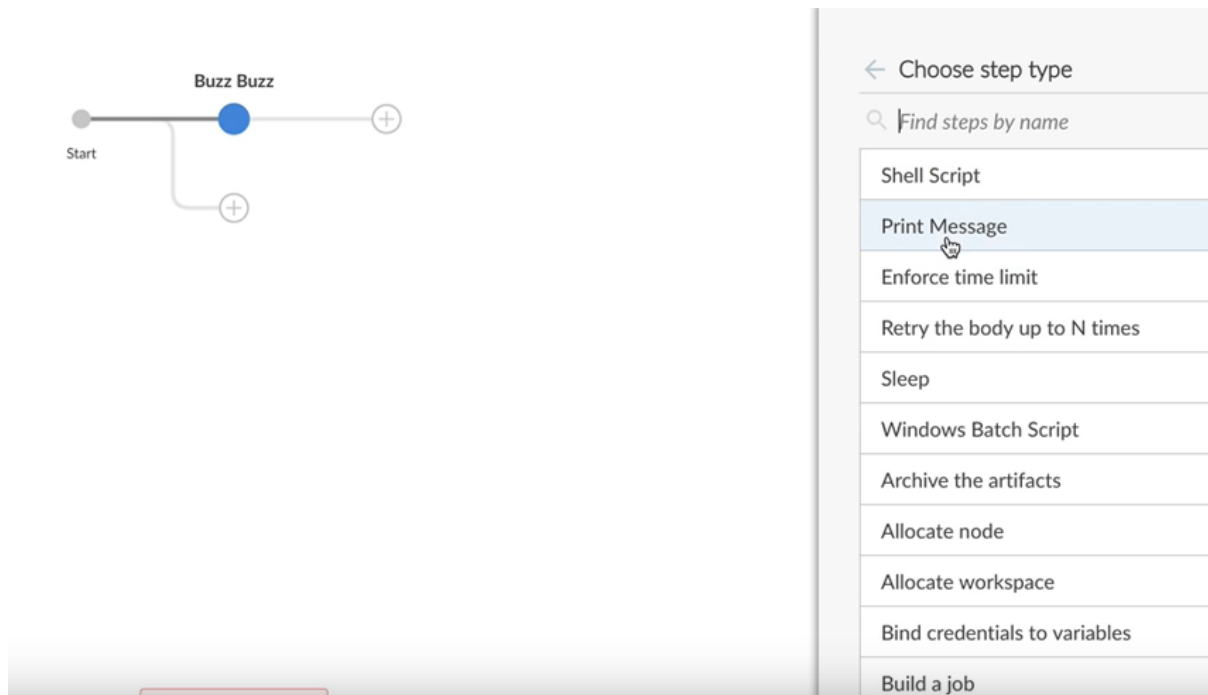 Buzz Buzz
Start
Choose step type
Find steps by name
Shell Script
Print Message
Enforce time limit
Retry the body up to N times
Sleep
Windows Batch Script
Archive the artifacts
Allocate node
Allocate workspace
Bind credentials to variables
Build a job